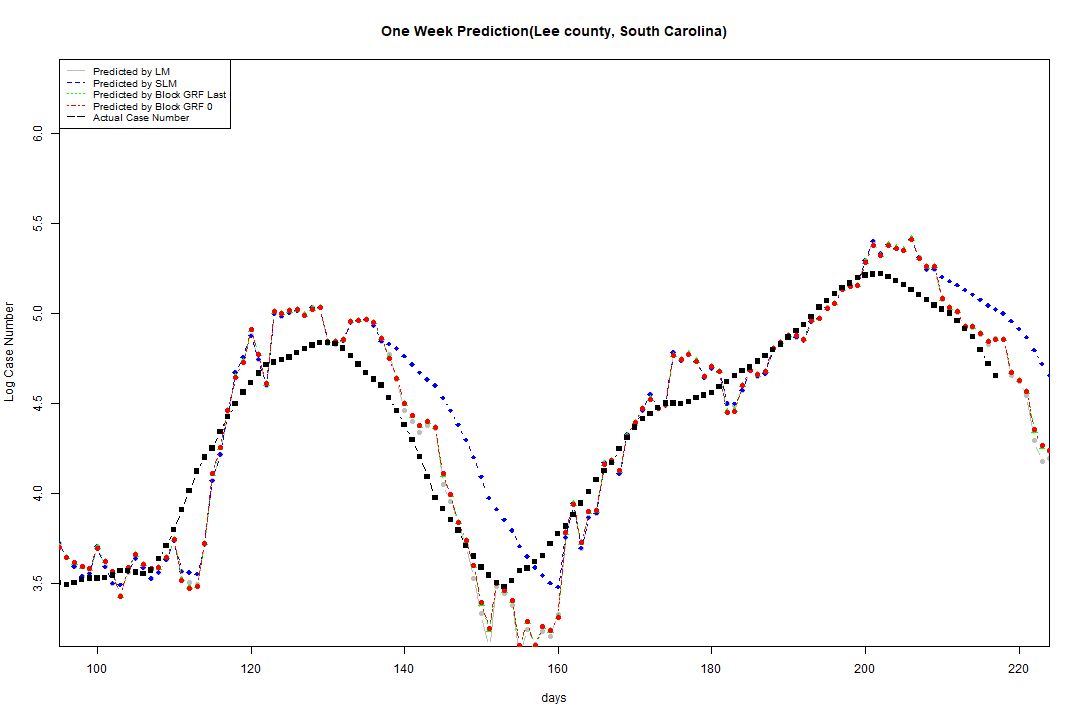 One Week Prediction(Lee county, South Carolina)
Predicted by LM
Predicted by SLM
Predicted by Block GRF Last
Predicted by Block GRF 0
Actual Case Number
Log Case Number
6.0
5.5
5.0
4.5
4.0
3.5
100 120 140 160 180 200 220
days